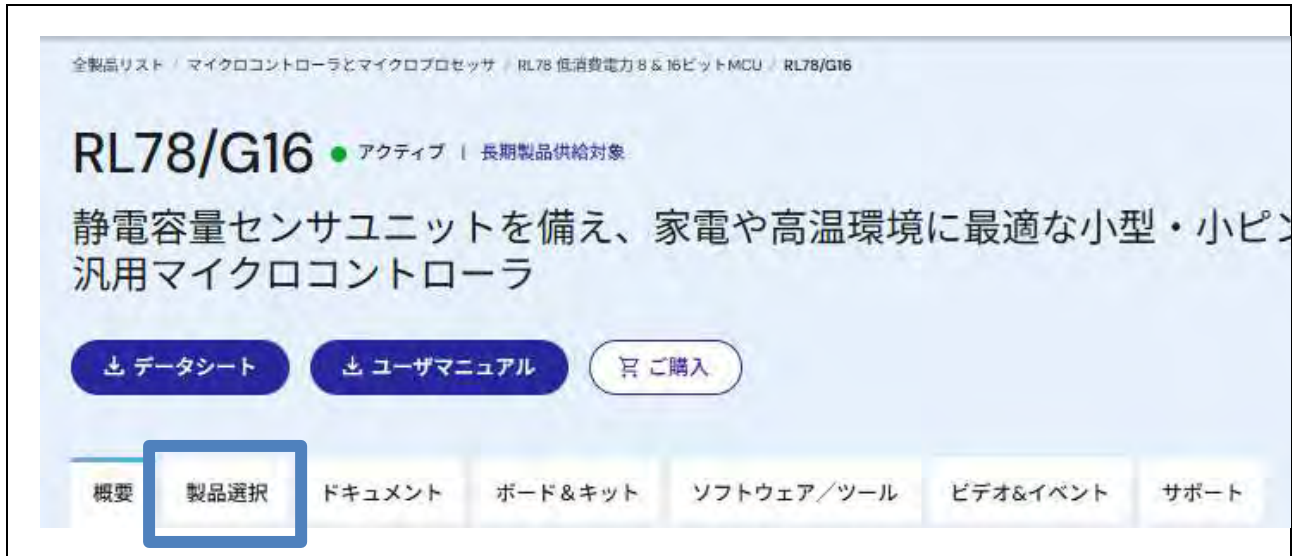 全製品リスト / マイクロコントローラとマイクロプロセッサ / RL78 低消費電力 8 & 16ビットMCU / RL78/G16
RL78/G16 ● アクティブ | 長期製品供給対象
静電容量センサユニットを備え、家電や高温環境に最適な小型・小ピン
汎用マイクロコントローラ
データシート ユーザマニュアル ご購入
概要 製品選択 ドキュメント ボード&キット ソフトウェア／ツール ビデオ&イベント サポート